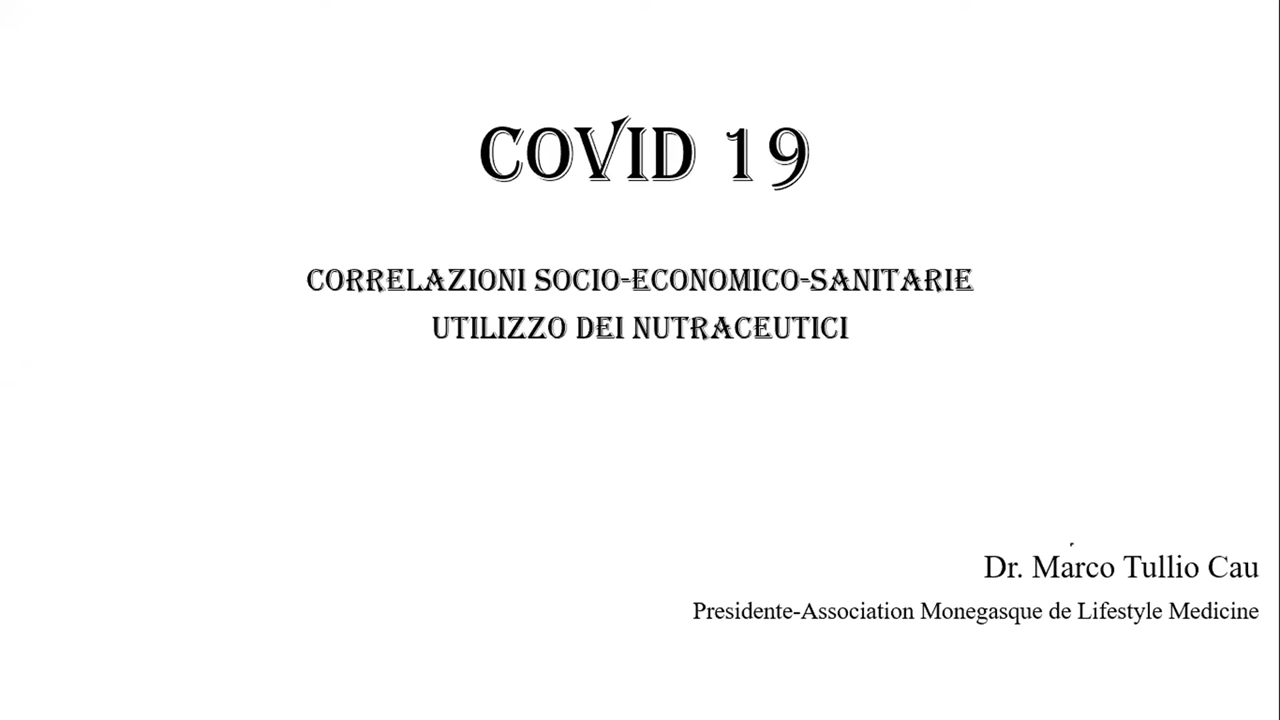 COVID 19
CORRELAZIONI SOCIO-ECONOMICO-SANITARIE
UTILIZZO DEI NUTRACEUTICI
Dr. Marco Tullio Cau
Presidente-Association Monegasque de Lifestyle Medicine